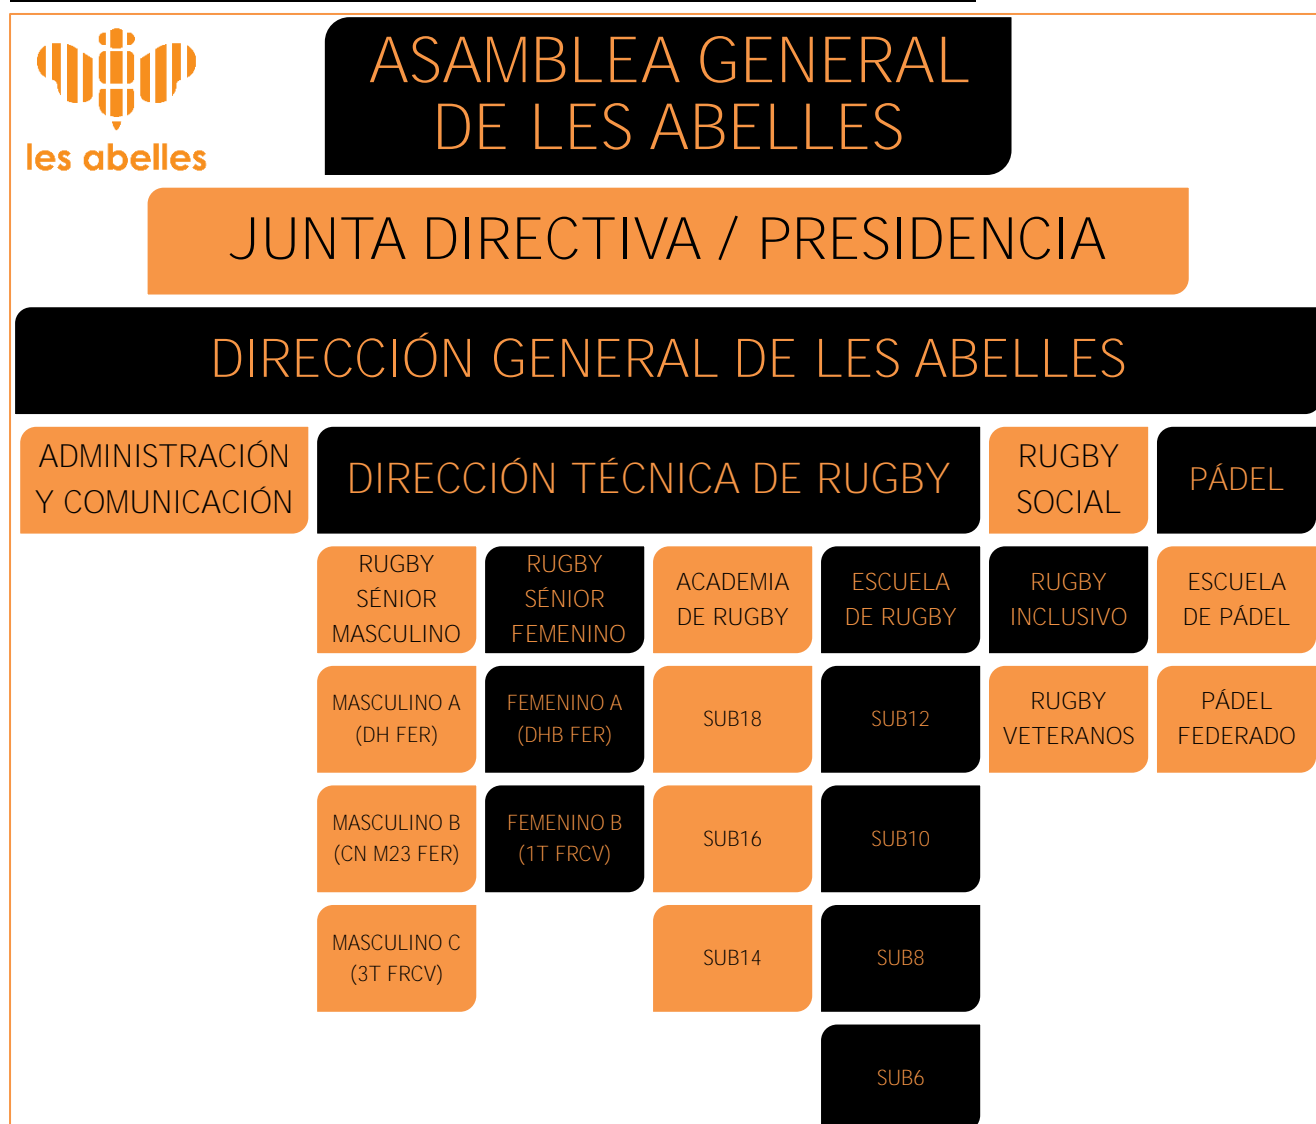 les abelles
ASAMBLEA GENERAL
DE LES ABELLES
JUNTA DIRECTIVA / PRESIDENCIA
DIRECCIÓN GENERAL DE LES ABELLES
ADMINISTRACIÓN
Y COMUNICACIÓN
DIRECCIÓN TÉCNICA DE RUGBY
RUGBY
SOCIAL
PÁDEL
RUGBY
SÉNIOR
MASCULINO
RUGBY
SÉNIOR
FEMENINO
ACADEMIA
DE RUGBY
ESCUELA
DE RUGBY
RUGBY
INCLUSIVO
ESCUELA
DE PÁDEL
MASCULINO A
(DH FER)
FEMENINO A
(DHB FER)
SUB18
SUB12
RUGBY
VETERANOS
PÁDEL
FEDERADO
MASCULINO B
(CN M23 FER)
FEMENINO B
(1T FRCV)
SUB16
SUB10
MASCULINO C
(3T FRCV)
SUB14
SUB8
SUB6